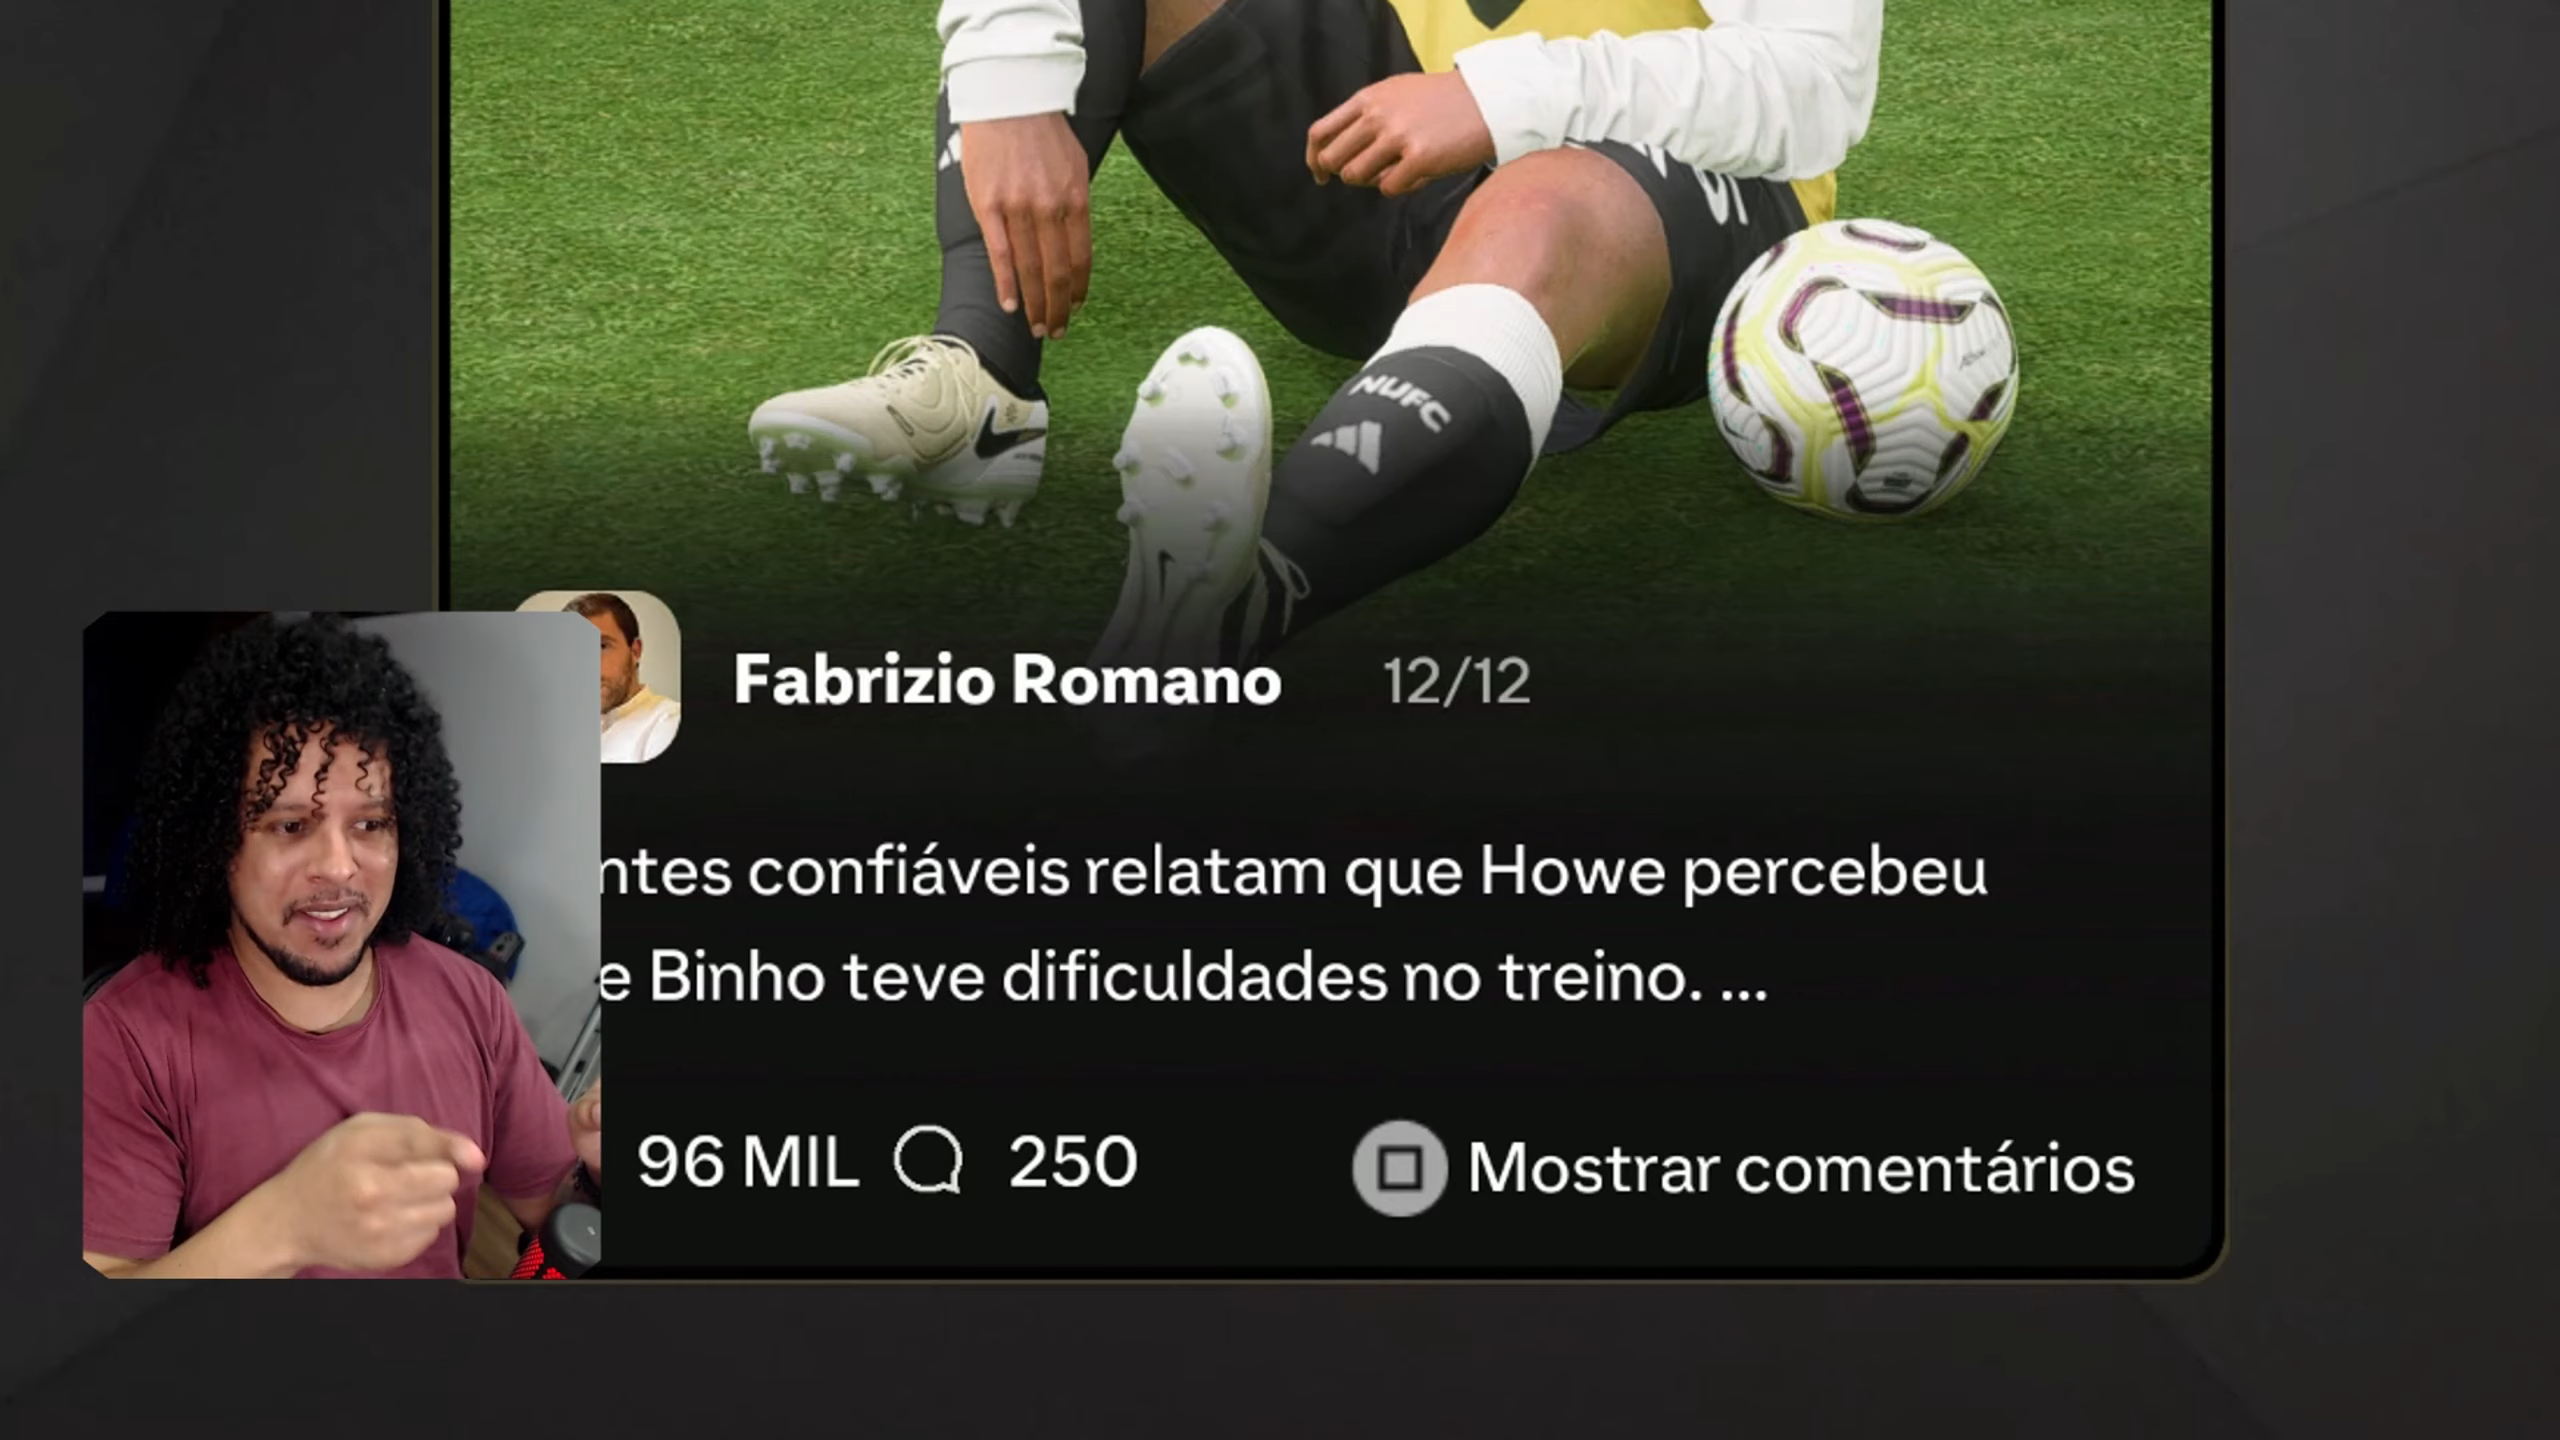 NUFC
Fabrizio Romano 12/12
ntes confiáveis relatam que Howe percebeu
e Binho teve dificuldades no treino. ...
96 MIL 250 Mostrar comentários